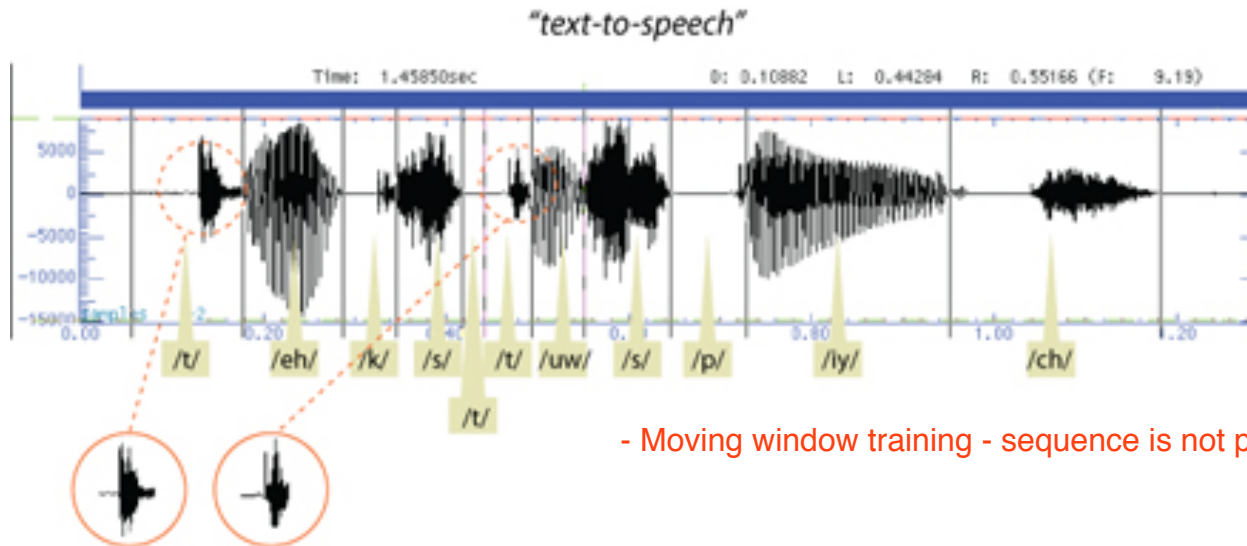 "text-to-speech"
Time: 1.45850sec D: 0.10882 L: 0.44284 R: 0.55166 (F: 9.19)
5000
0
-5000
-10000
-15000
0.00 0.20 0.40 0.80 1.00 1.20
/t/ /eh/ /k/ /s/ /t/ /uw/ /s/ /p/ /iy/ /ch/
/t/
- Moving window training - sequence is not p